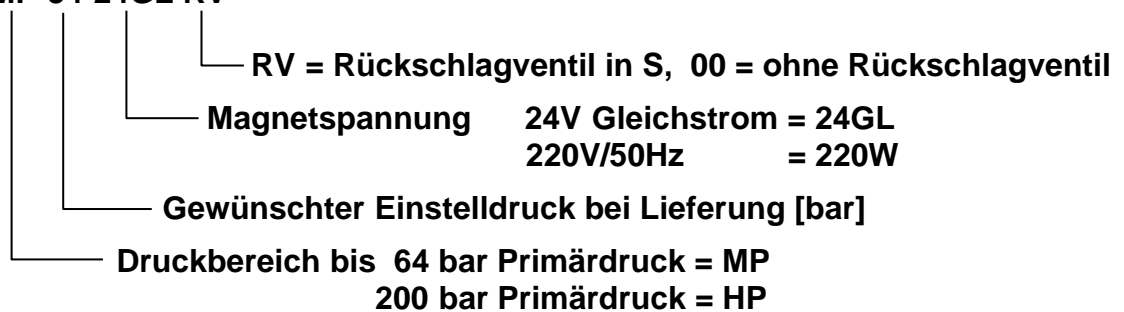 RV = Rückschlagventil in S, 00 = ohne Rückschlagventil
Magnetspannung 24V Gleichstrom = 24GL
220V/50Hz = 220W
Gewünschter Einstelldruck bei Lieferung [bar]
Druckbereich bis 64 bar Primärdruck = MP
200 bar Primärdruck = HP